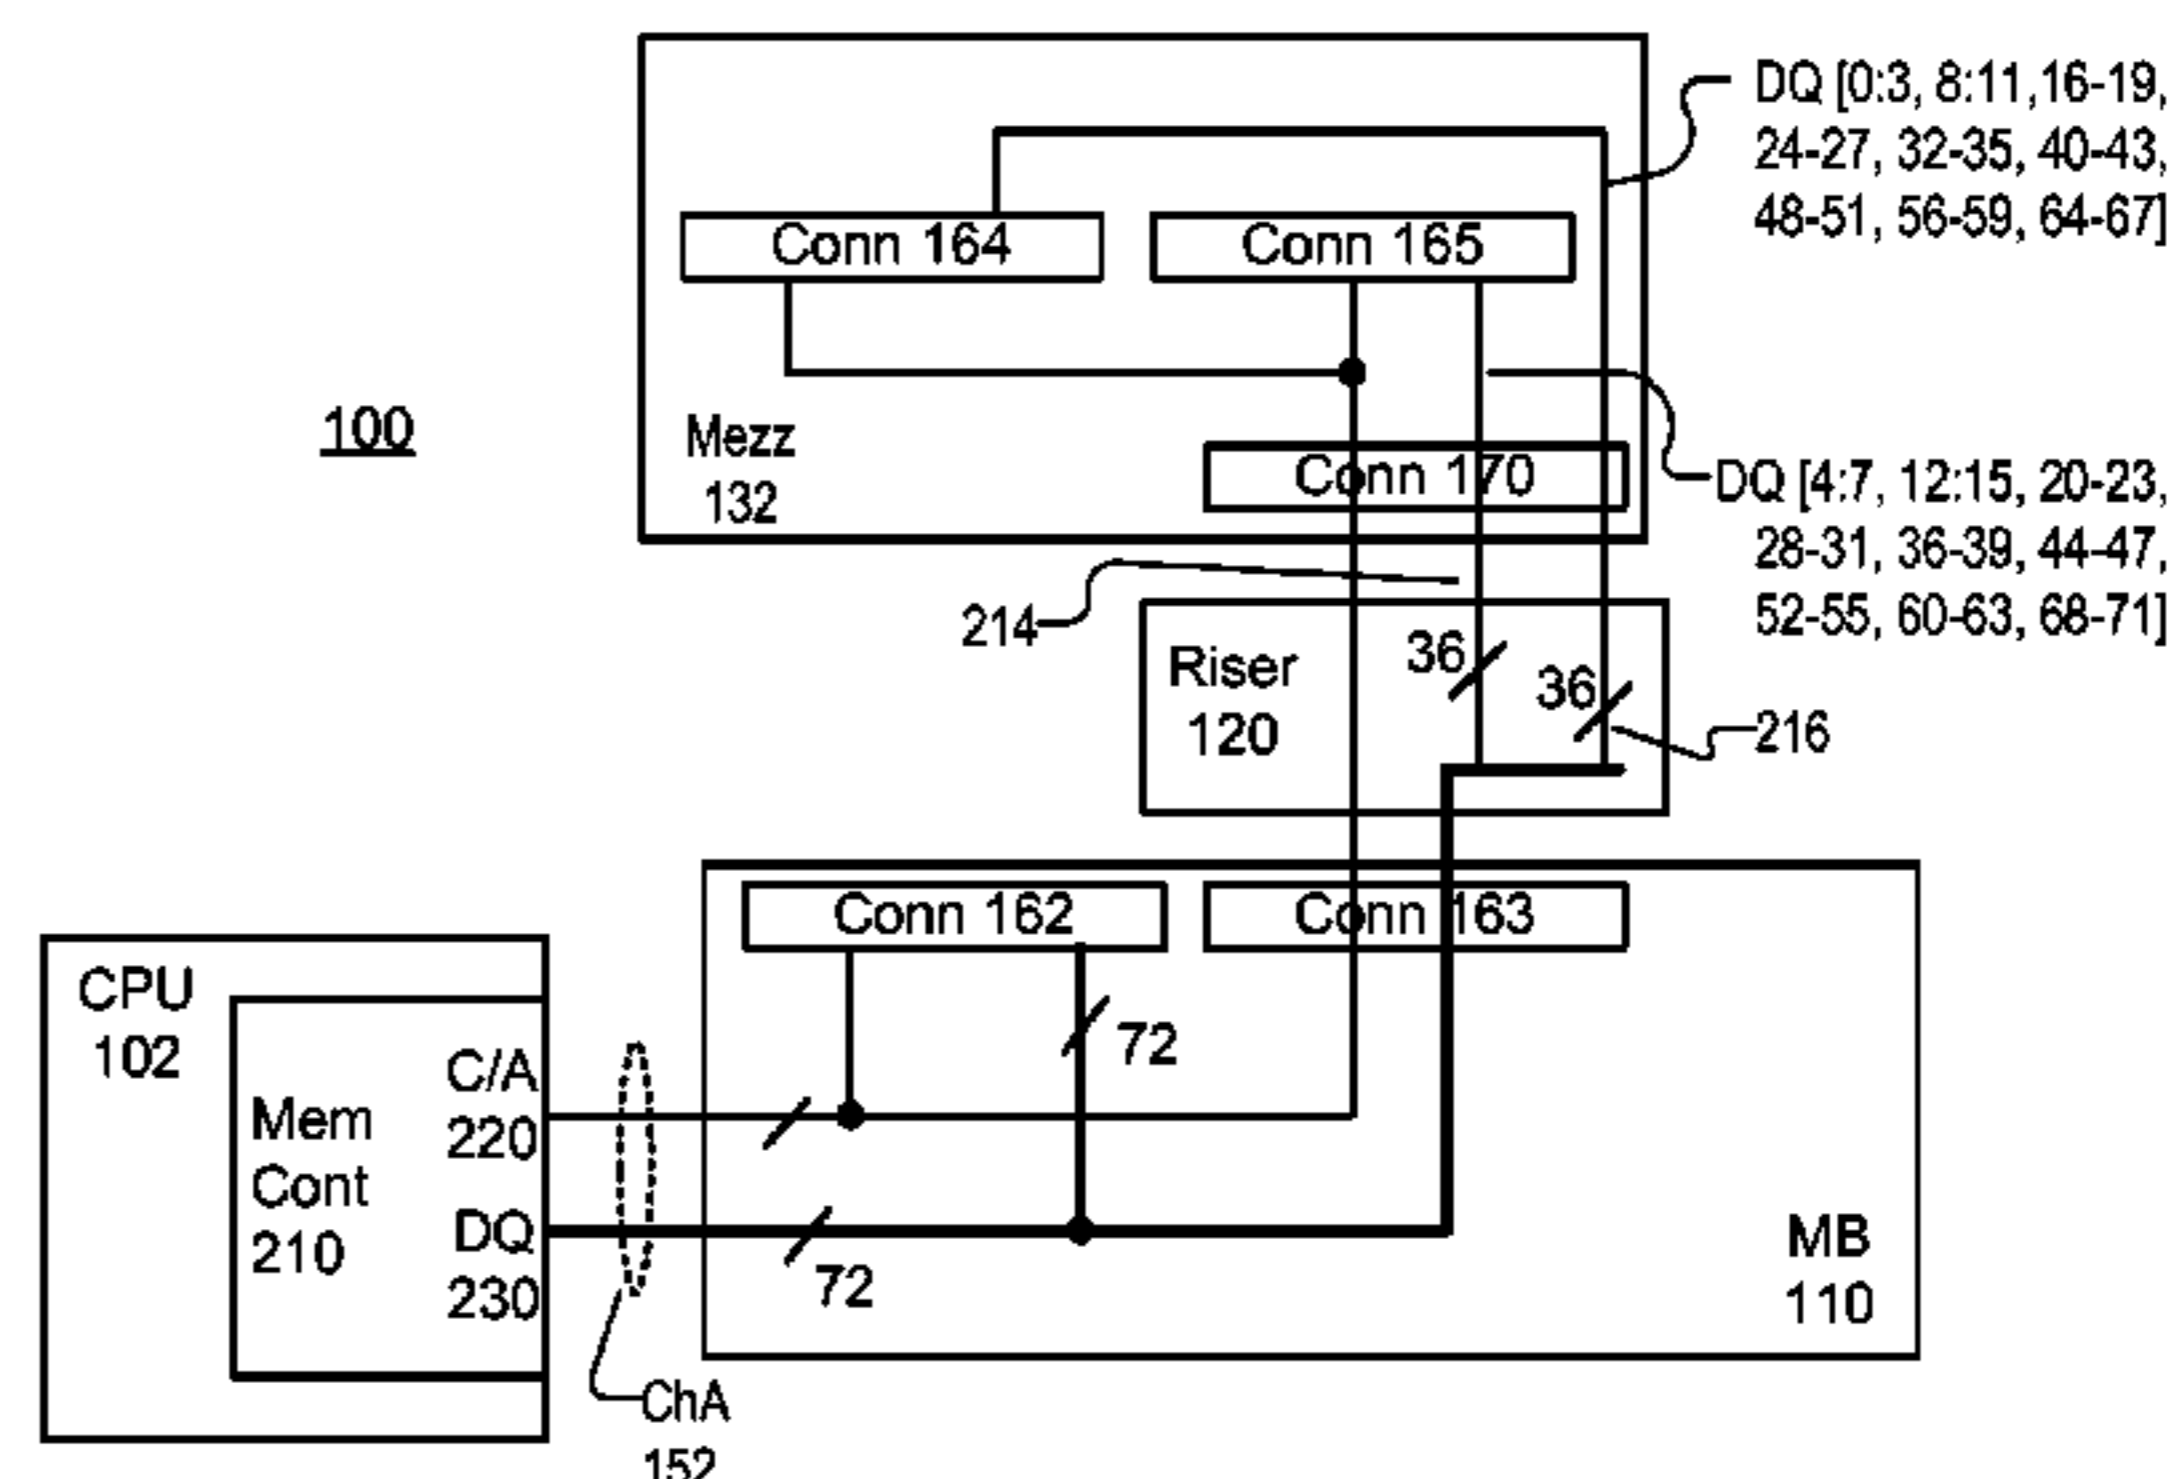 DQ [0:3, 8:11,16-19,
24-27, 32-35, 40-43,
48-51, 56-59, 64-67]
Conn 164
Conn 165
100
Mezz
132
Conn 170
DQ [4:7, 12:15, 20-23,
28-31, 36-39, 44-47,
52-55, 60-63, 68-71]
214
Riser
120
36
36
216
Conn 162
Conn 163
CPU
102
72
C/A
220
Mem
Cont
210
DQ
230
72
MB
110
ChA
152